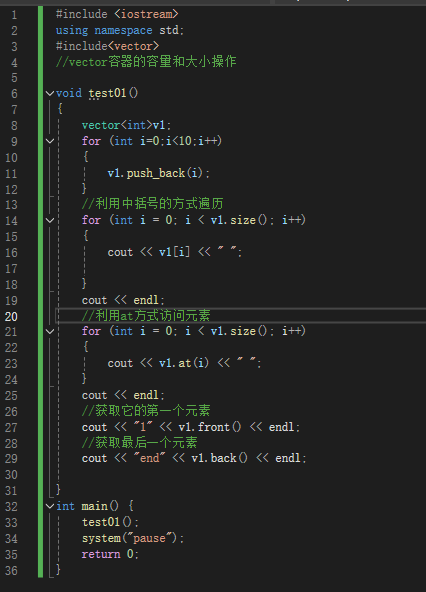 1 #include <iostream>
2 using namespace std;
3 #include<vector>
4 //vector容器的容量和大小操作
5
6 void test01()
7 {
8 vector<int>v1;
9 for (int i=0;i<10;i++)
10 {
11 v1.push_back(i);
12 }
13 //利用中括号的方式遍历
14 for (int i = 0; i < v1.size(); i++)
15 {
16 cout << v1[i] << " ";
17
18 }
19 cout << endl;
20 //利用at方式访问元素
21 for (int i = 0; i < v1.size(); i++)
22 {
23 cout << v1.at(i) << " ";
24 }
25 cout << endl;
26 //获取它的第一个元素
27 cout << "1" << v1.front() << endl;
28 //获取最后一个元素
29 cout << "end" << v1.back() << endl;
30
31 }
32 int main() {
33 test01();
34 system("pause");
35 return 0;
36 }